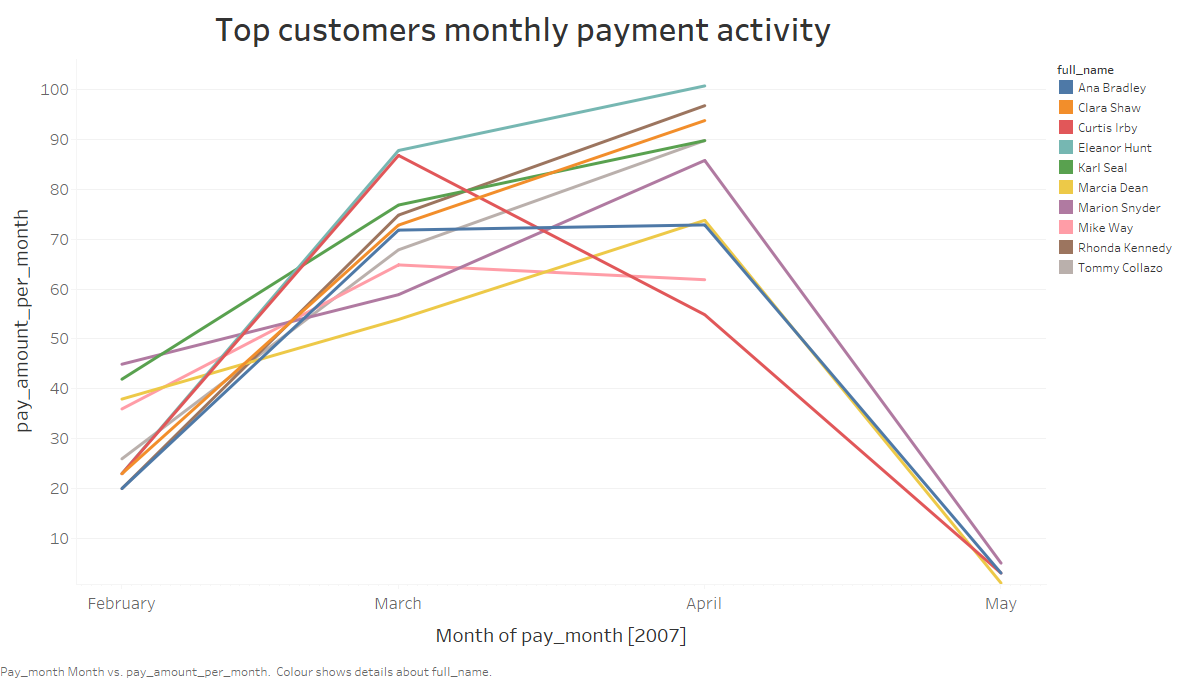 Top customers monthly payment activity
full_name
Ana Bradley
Clara Shaw
Curtis Irby
Eleanor Hunt
Karl Seal
Marcia Dean
Marion Snyder
Mike Way
Rhonda Kennedy
Tommy Collazo
pay_amount_per_month
100
90
80
70
60
50
40
30
20
10
February March April May
Month of pay_month [2007]
Pay_month Month vs. pay_amount_per_month. Colour shows details about full_name.